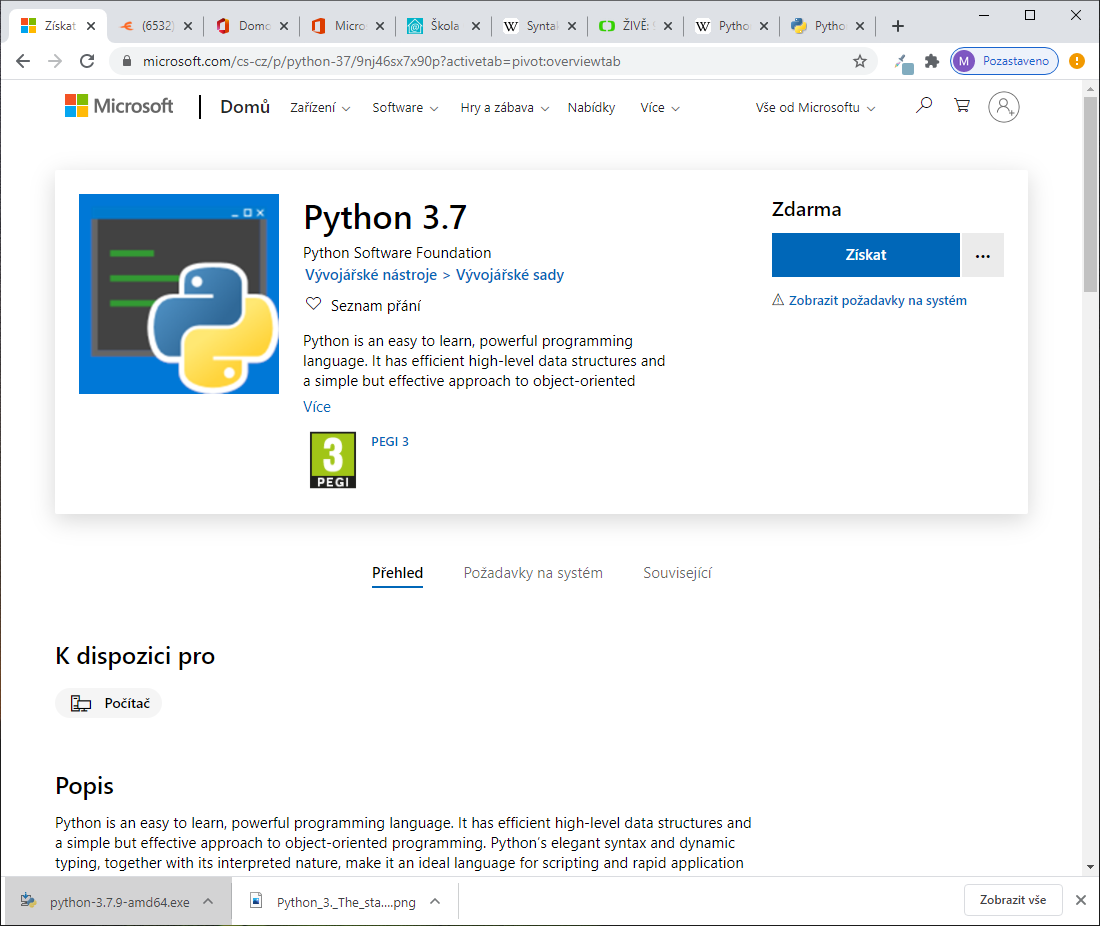 Získat
(6532)
Domo
Micro
Škola
Synta
ŽIVĚ:
Pytho
Pytho
microsoft.com/cs-cz/p/python-37/9nj46sx7x90p?activetab=pivot:overviewtab
M Pozastaveno
Microsoft Domů Zařízení Software Hry a zábava Nabídky Více Vše od Microsoftu
Python 3.7
Python Software Foundation
Vývojářské nástroje > Vývojářské sady
Seznam přání
Python is an easy to learn, powerful programming
language. It has efficient high-level data structures and
a simple but effective approach to object-oriented
Více
3
PEGI
PEGI 3
Zdarma
Získat ...
Zobrazit požadavky na systém
Přehled Požadavky na systém Související
K dispozici pro
Počítač
Popis
Python is an easy to learn, powerful programming language. It has efficient high-level data structures and
a simple but effective approach to object-oriented programming. Python's elegant syntax and dynamic
typing, together with its interpreted nature, make it an ideal language for scripting and rapid application
python-3.7.9-amd64.exe
Python_3._The_sta....png
Zobrazit vše